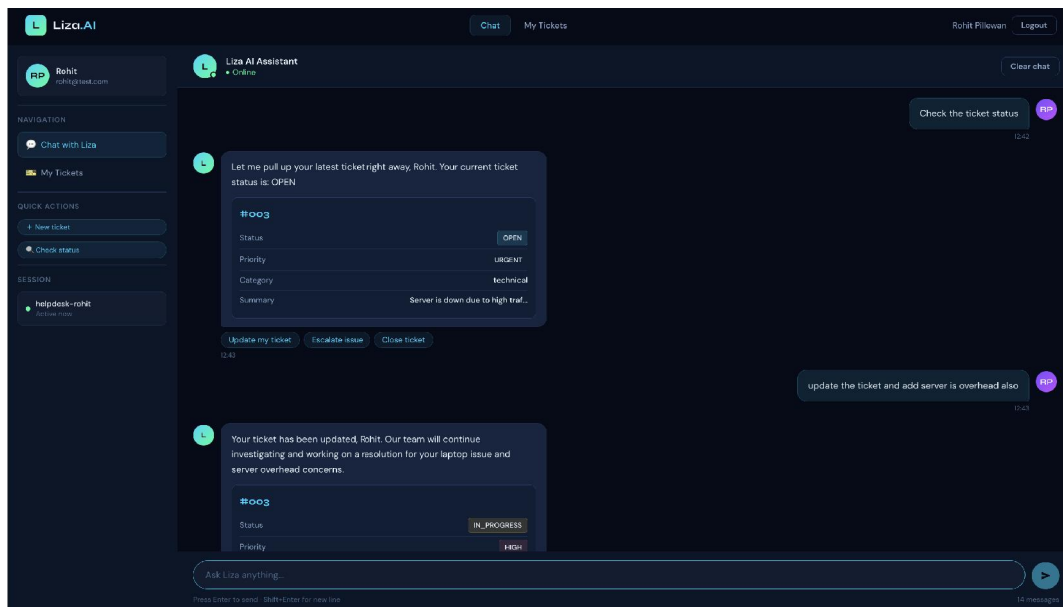 L Liza.AI
Chat
My Tickets
Rohit Pillewan
Logout
RP
Rohit
rohit@test.com
NAVIGATION
Chat with Liza
My Tickets
QUICK ACTIONS
+ New ticket
Check status
SESSION
helpdesk-rohit
Active now
L
Liza AI Assistant
• Online
Clear chat
Check the ticket status
RP
12:42
L
Let me pull up your latest ticket right away, Rohit. Your current ticket
status is: OPEN
#003
Status OPEN
Priority URGENT
Category technical
Summary Server is down due to high traf...
Update my ticket
Escalate issue
Close ticket
12:43
update the ticket and add server is overhead also
RP
12:43
L
Your ticket has been updated, Rohit. Our team will continue
investigating and working on a resolution for your laptop issue and
server overhead concerns.
#003
Status IN_PROGRESS
Priority HIGH
Ask Liza anything...
Press Enter to send · Shift+Enter for new line
14 messages